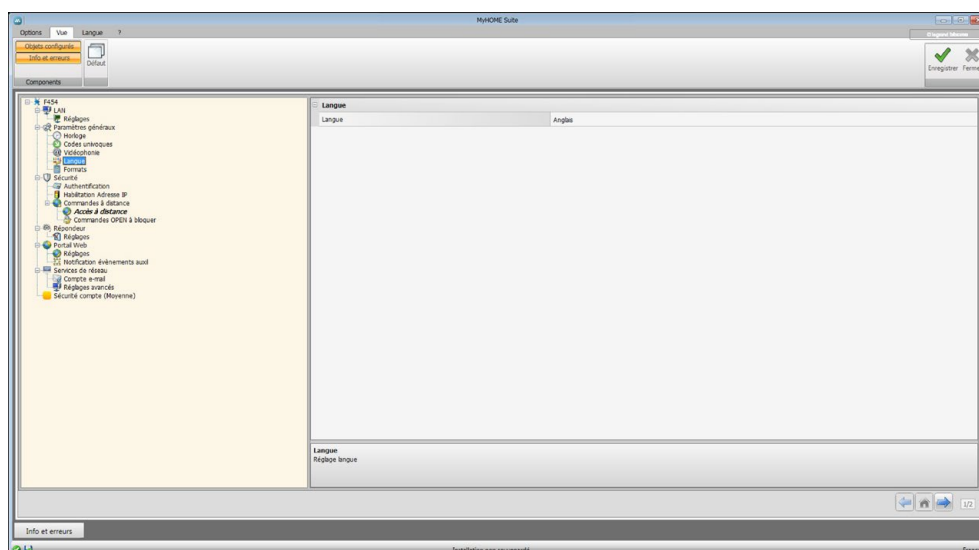 MyHOME Suite
Options Vue Langue ?
Objets configurés
Info et erreurs
Défaut
Components
Enregistrer Ferme
F454
LAN
Réglages
Paramètres généraux
Horloge
Codes univoques
Vidéophonie
Langue
Formats
Sécurité
Authentification
Habilitation Adresse IP
Commandes à distance
Accès à distance
Commandes OPEN à bloquer
Répondeur
Réglages
Portail Web
Réglages
Notification évènements auxil
Services de réseau
Compte e-mail
Réglages avancés
Sécurité compte (Moyenne)
Langue
Langue Anglais
Langue
Réglage langue
1/2
Info et erreurs